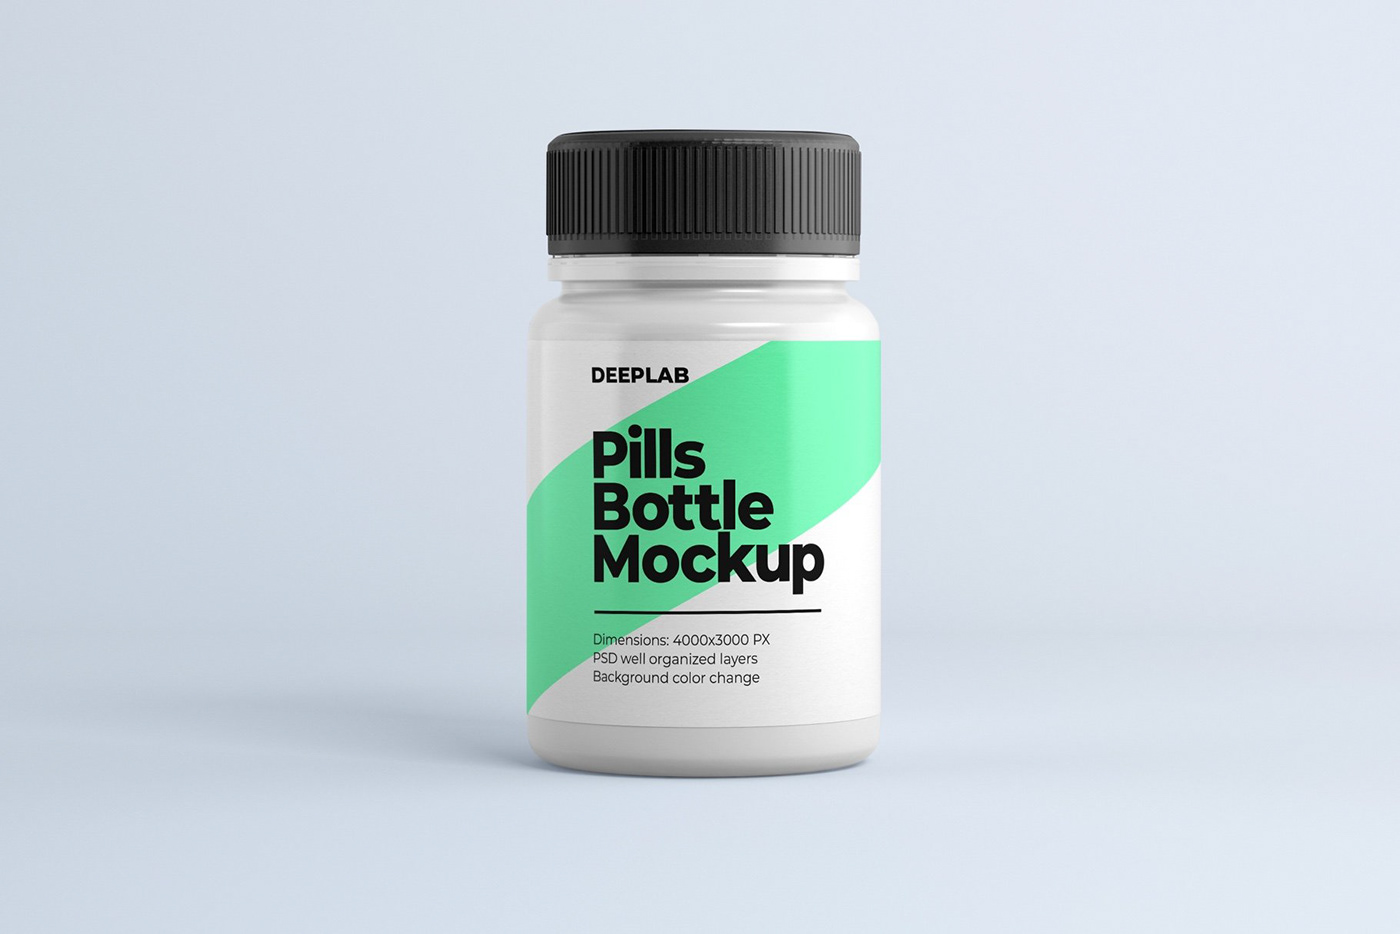 DEEPLAB
Pills
Bottle
Mockup
Dimensions: 4000x3000 PX
PSD well organized layers
Background color change